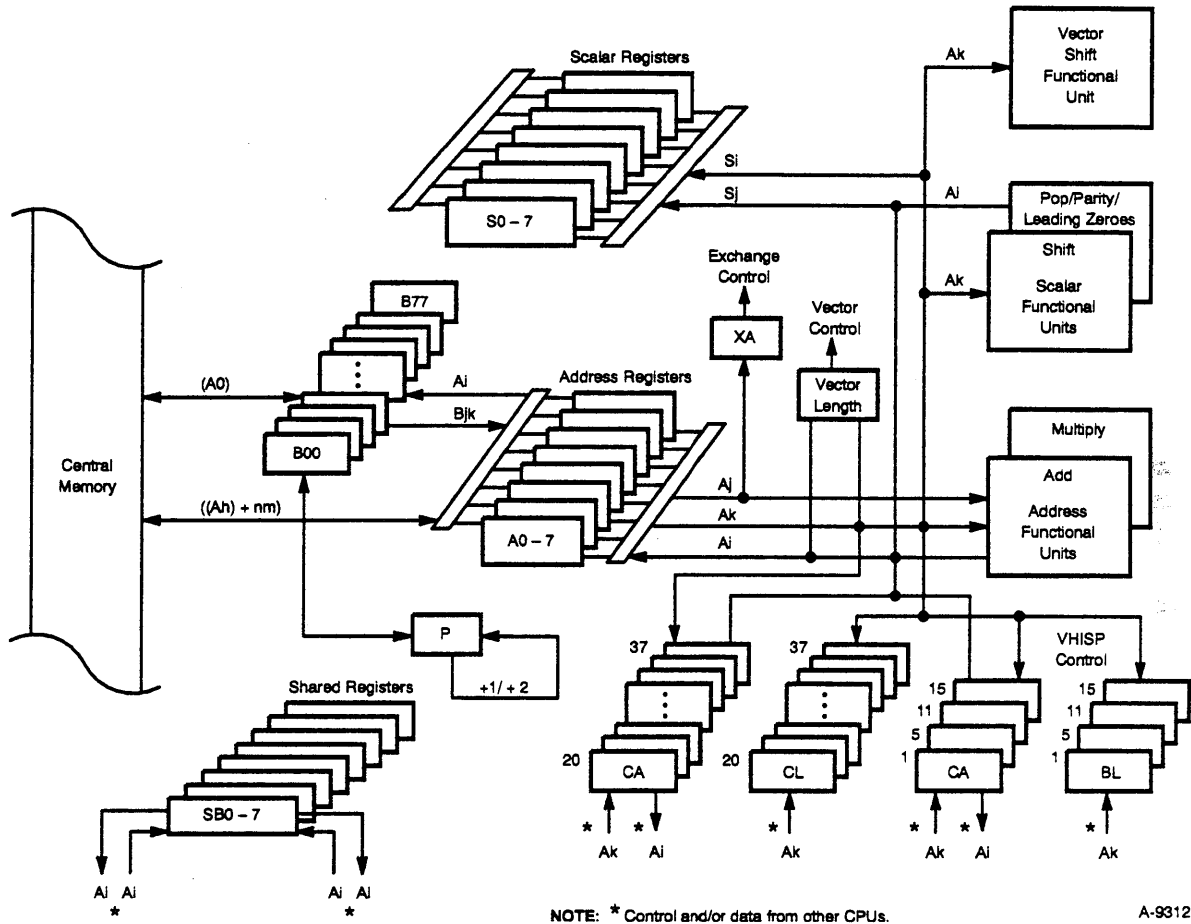 Scalar Registers
Ak
Vector
Shift
Functional
Unit
Si
Sj
Ai
S0 – 7
Pop/Parity/
Leading Zeroes
Shift
Scalar
Functional
Units
Ak
Exchange
Control
XA
Vector
Control
Vector
Length
B77
(A0)
Ai
Bjk
B00
Address Registers
Central
Memory
((Ah) + nm)
A0 – 7
Aj
Ak
Ai
Multiply
Add
Address
Functional
Units
P
+1/ + 2
Shared Registers
SB0 – 7
Ai Ai
*
Ai Ai
*
37
20
CA
* *
Ak Ai
37
20
CL
*
Ak
VHISP
Control
15
11
5
1
CA
* *
Ak Ai
15
11
5
1
BL
*
Ak
NOTE: * Control and/or data from other CPUs.
A-9312